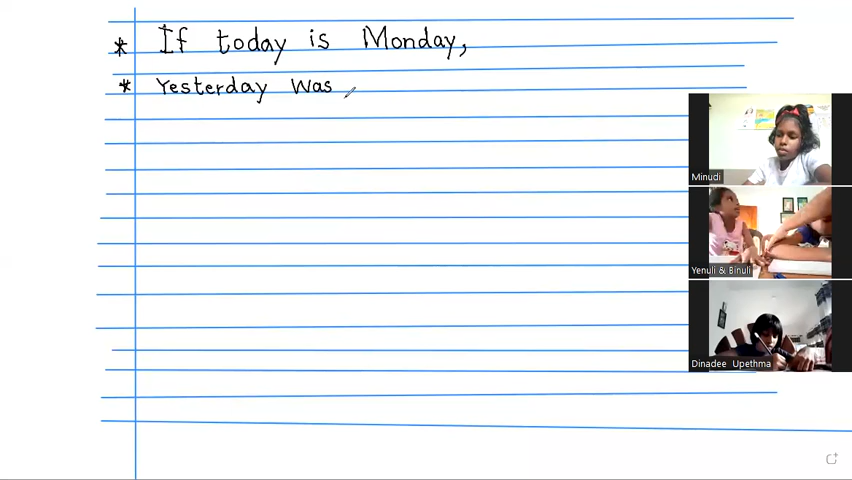 * If today is Monday,
* Yesterday Was
Minudi
Yenuli & Binuli
Dinadee Upethma